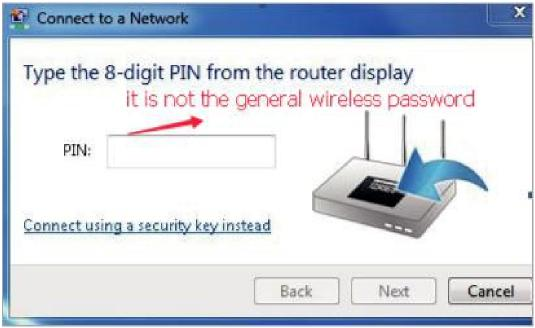 Connect to a Network
x
Type the 8-digit PIN from the router display
it is not the general wireless password
PIN:
Connect using a security key instead
Back Next Cancel